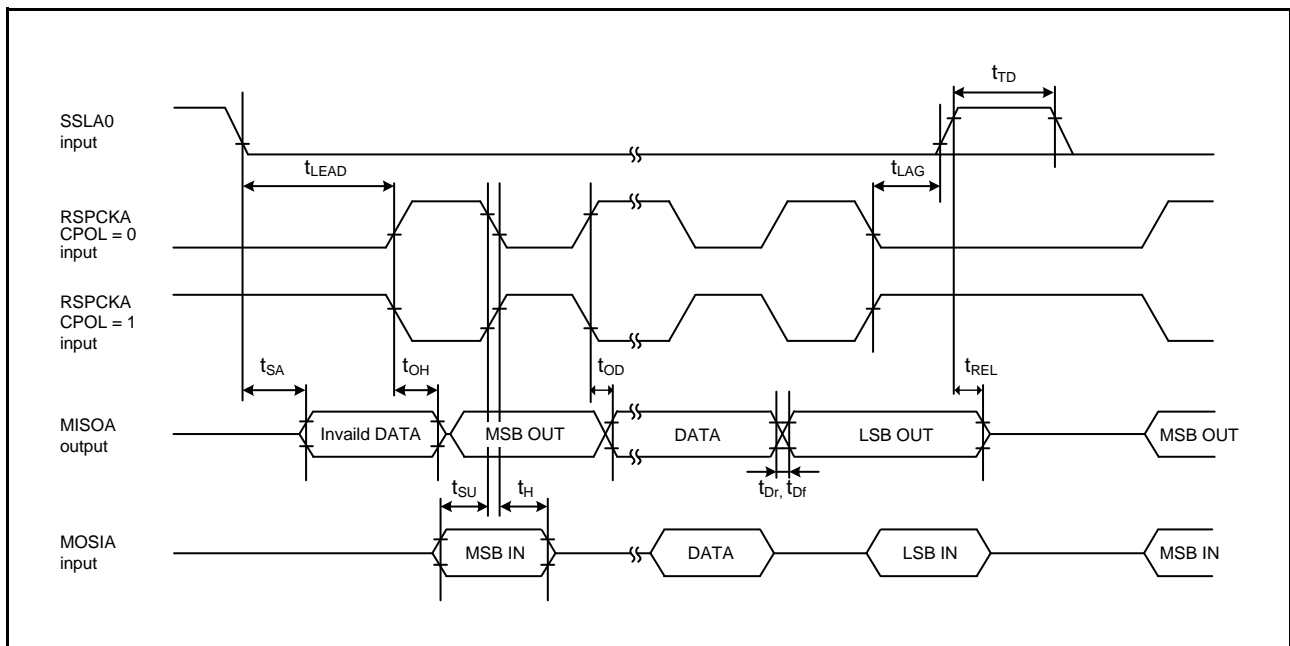 tTD
SSLA0
input
tLEAD
tLAG
RSPCKA
CPOL = 0
input
RSPCKA
CPOL = 1
input
tSA
tOH
tOD
tREL
MISOA
output
Invaild DATA
MSB OUT
DATA
LSB OUT
MSB OUT
tSU
tH
tDr, tDf
MOSIA
input
MSB IN
DATA
LSB IN
MSB IN